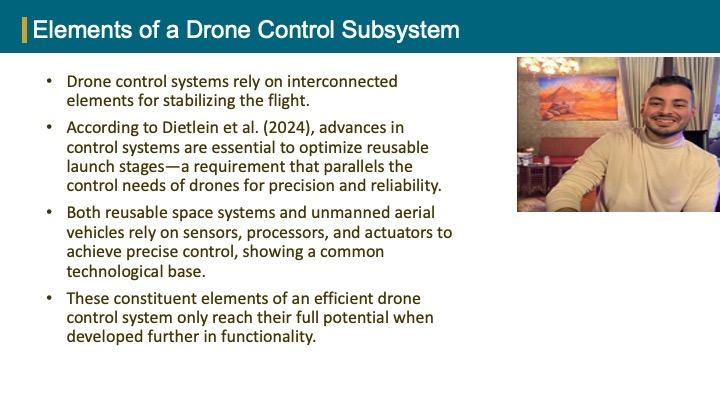 Elements of a Drone Control Subsystem
• Drone control systems rely on interconnected
elements for stabilizing the flight.
• According to Dietlein et al. (2024), advances in
control systems are essential to optimize reusable
launch stages—a requirement that parallels the
control needs of drones for precision and reliability.
• Both reusable space systems and unmanned aerial
vehicles rely on sensors, processors, and actuators to
achieve precise control, showing a common
technological base.
• These constituent elements of an efficient drone
control system only reach their full potential when
developed further in functionality.